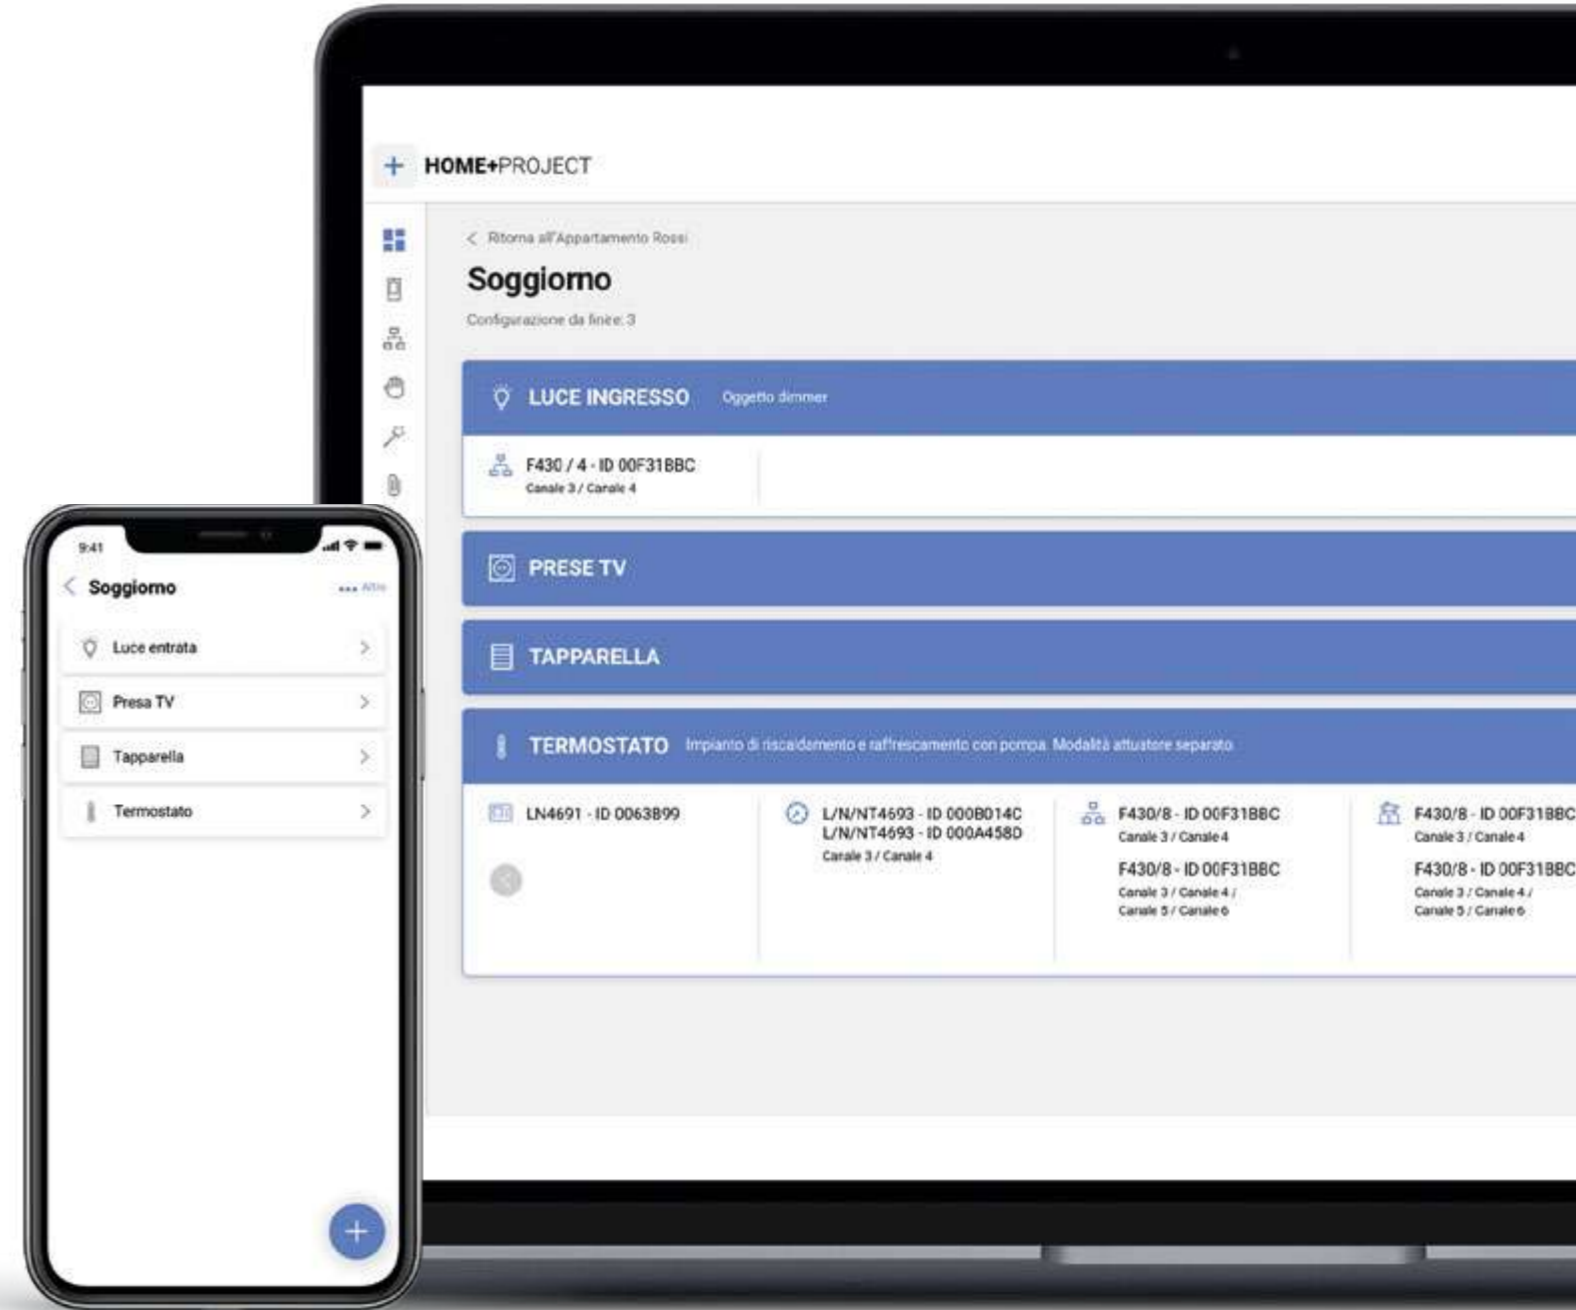 HOME+PROJECT
Ritorna all'Appartamento Rossi
Soggiorno
Configurazione da finire: 3
LUCE INGRESSO Oggetto dimmer
F430 / 4 - ID 00F31BBC
Canale 3 / Canale 4
PRESE TV
TAPPARELLA
TERMOSTATO Impianto di riscaldamento e raffrescamento con pompa. Modalità attuatore separato.
LN4691 - ID 0063B99
L/N/NT4693 - ID 000B014C
L/N/NT4693 - ID 000A458D
Canale 3 / Canale 4
F430/8 - ID 00F31BBC
Canale 3 / Canale 4
F430/8 - ID 00F31BBC
Canale 3 / Canale 4 /
Canale 5 / Canale 6
F430/8 - ID 00F31BBC
Canale 3 / Canale 4
F430/8 - ID 00F31BBC
Canale 3 / Canale 4 /
Canale 5 / Canale 6
9:41
Soggiorno
••• Altro
Luce entrata
Presa TV
Tapparella
Termostato